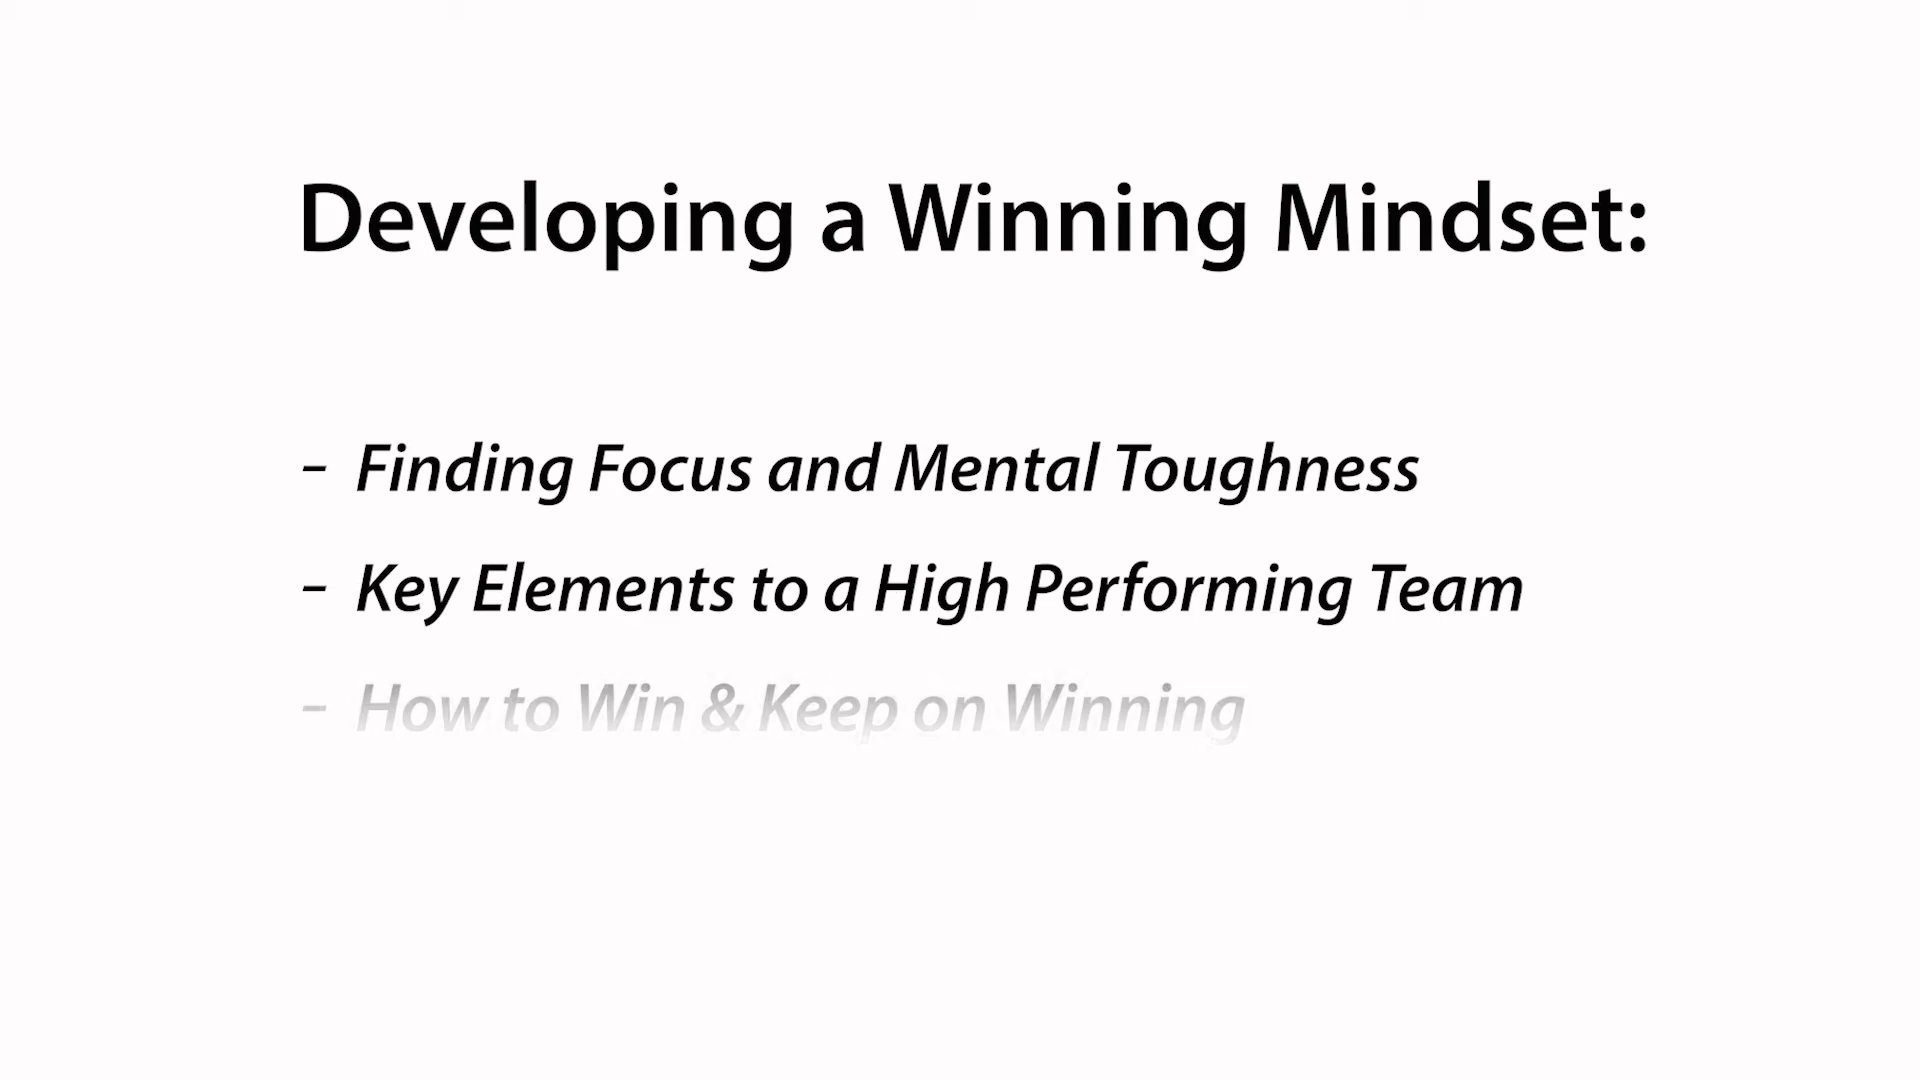 Developing a Winning Mindset:
- Finding Focus and Mental Toughness
- Key Elements to a High Performing Team
- How to Win & Keep on Winning